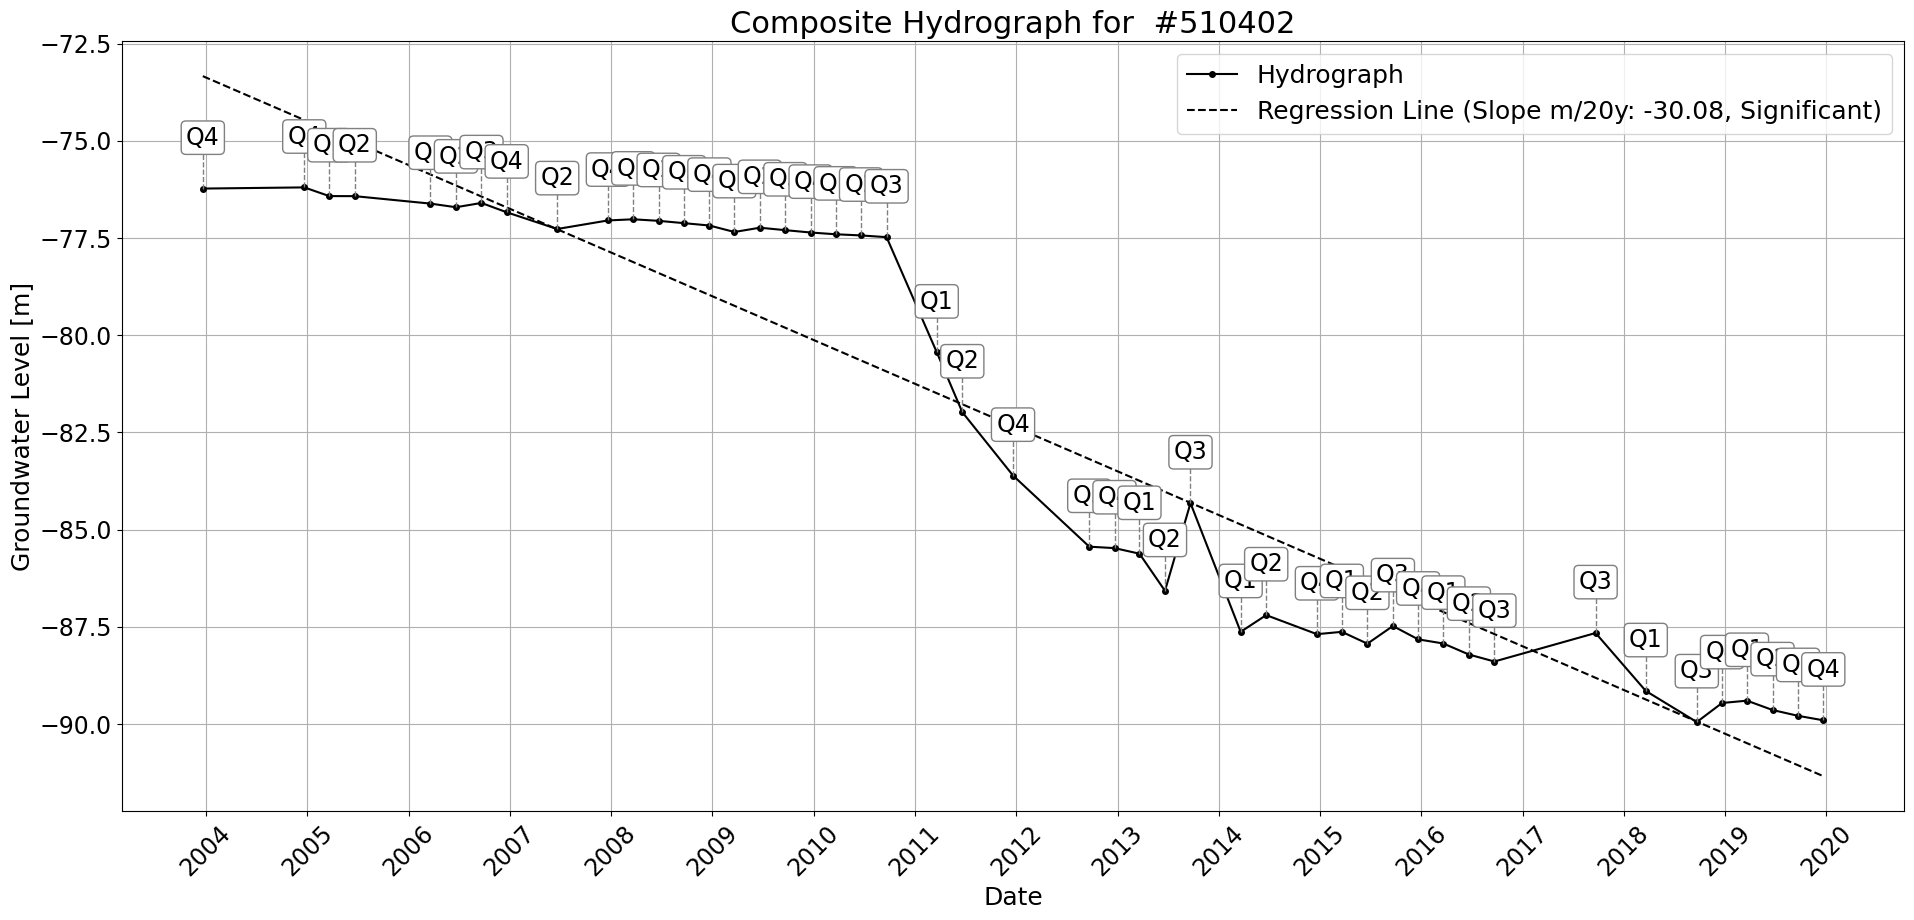 Composite Hydrograph for  #510402
Hydrograph
Regression Line (Slope m/20y: -30.08, Significant)
Groundwater Level [m]
−72.5
−75.0
−77.5
−80.0
−82.5
−85.0
−87.5
−90.0
Q4
Q2
Q4
Q2
Q3
Q1
Q2
Q4
Q1
Q2
Q3
Q1
Q2
Q3
Q3
Q1
Q3
Q4
2004
2005
2006
2007
2008
2009
2010
2011
2012
2013
2014
2015
2016
2017
2018
2019
2020
Date